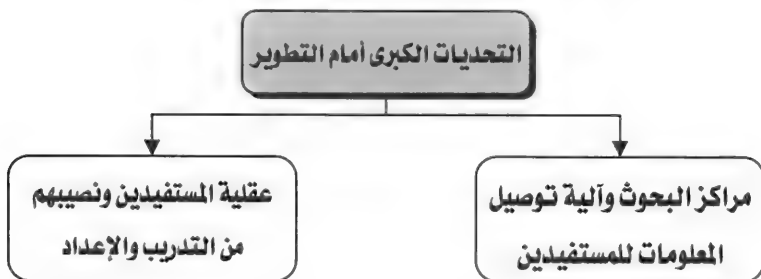 التحديات الكبرى أمام التطوير
مراكز البحوث وآلية توصيل
المعلومات للمستفيدين
عقلية المستفيدين ونصيبهم
من التدريب والإعداد